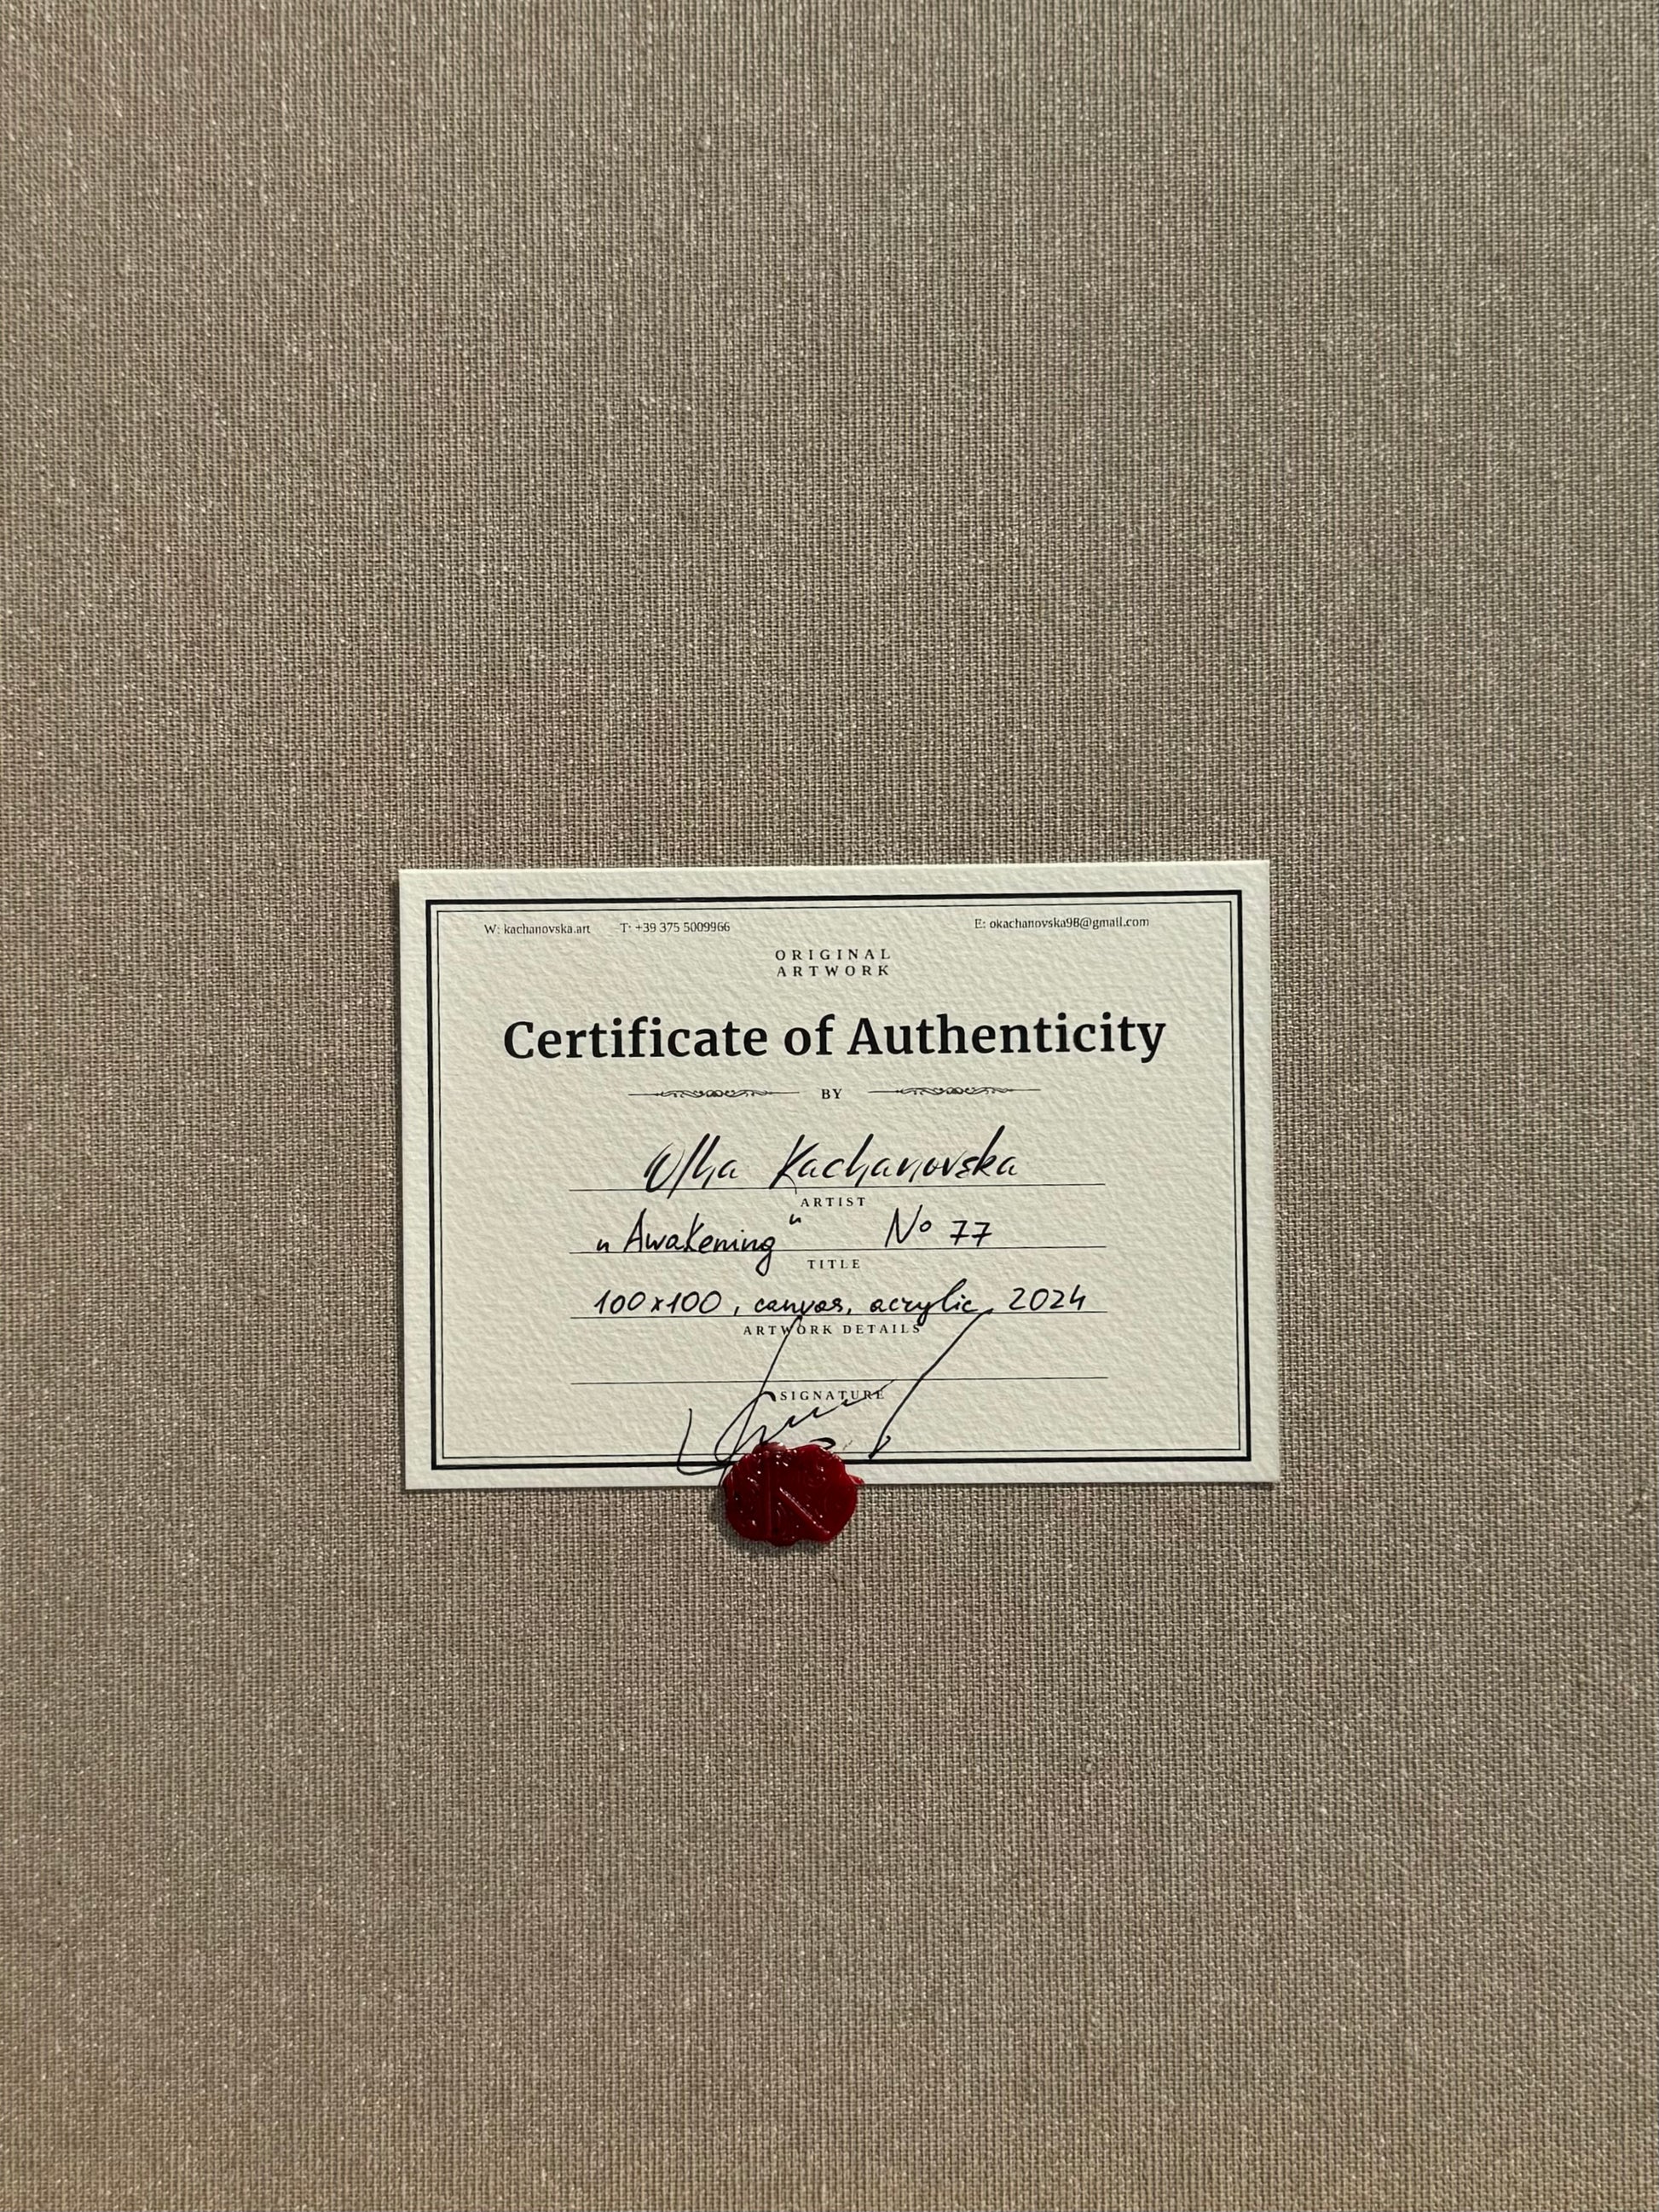 W: kachanovska.art T: +39 375 5009966 E: okachanovska98@gmail.com
ORIGINAL
ARTWORK
Certificate of Authenticity
BY
Olha Kachanovska
ARTIST
„Awakening“ No 77
TITLE
100x100, canvas, acrylic, 2024
ARTWORK DETAILS
SIGNATURE